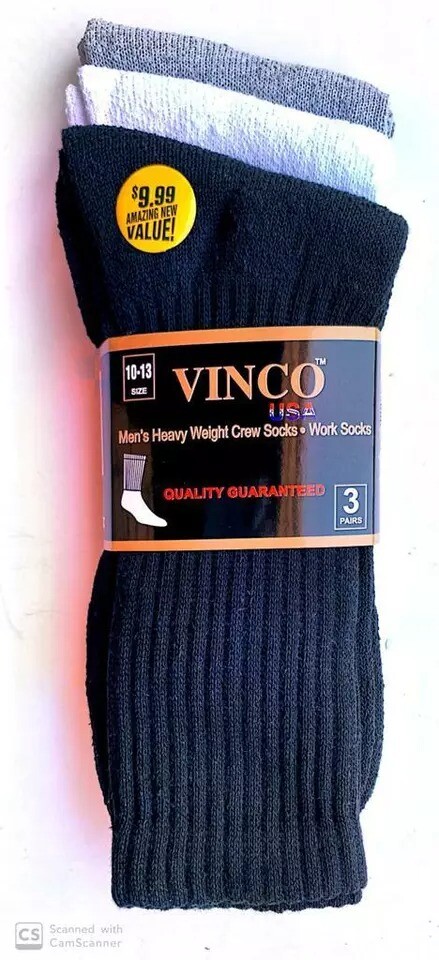 $9.99
AMAZING NEW
VALUE!
10-13
SIZE
VINCO™
USA
Men's Heavy Weight Crew Socks • Work Socks
QUALITY GUARANTEED
3
PAIRS
CS
Scanned with
CamScanner